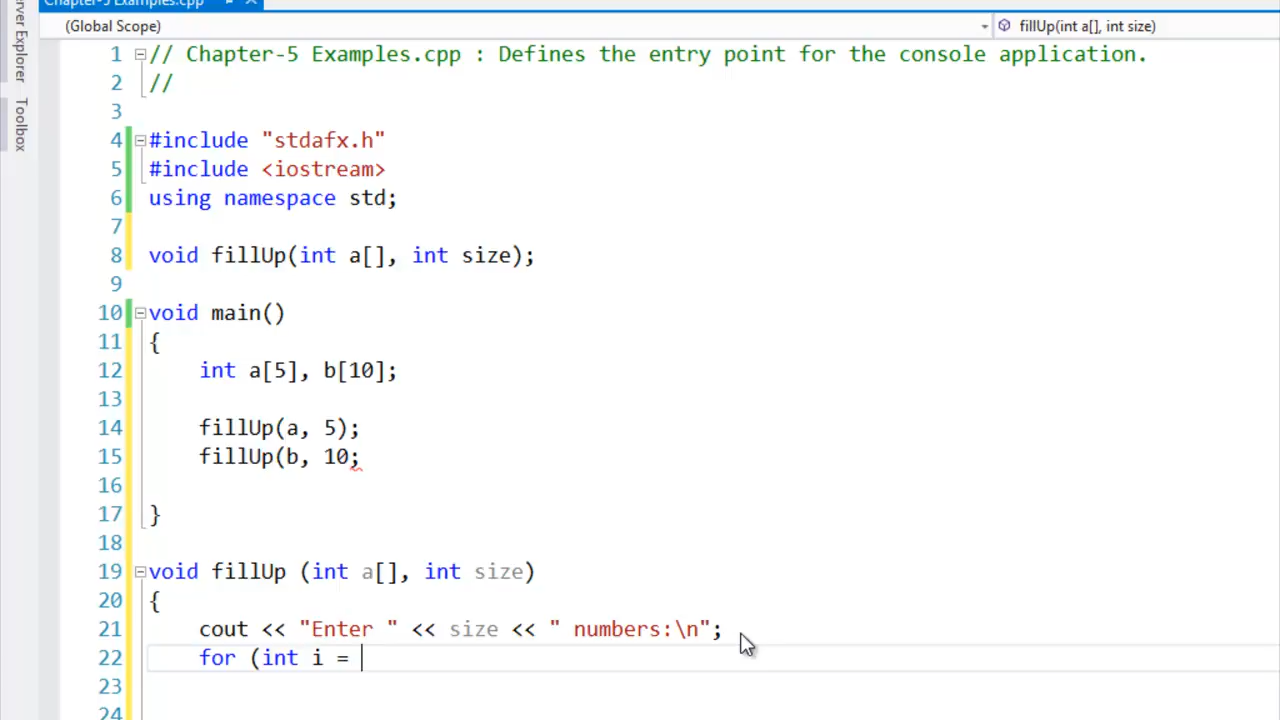 Chapter-5 Examples.cpp
(Global Scope)
fillUp(int a[], int size)
Explorer
Toolbox
1 // Chapter-5 Examples.cpp : Defines the entry point for the console application.
2 //
3
4 #include "stdafx.h"
5 #include <iostream>
6 using namespace std;
7
8 void fillUp(int a[], int size);
9
10 void main()
11 {
12 int a[5], b[10];
13
14 fillUp(a, 5);
15 fillUp(b, 10;
16
17 }
18
19 void fillUp (int a[], int size)
20 {
21 cout << "Enter " << size << " numbers:\n";
22 for (int i =
23
24